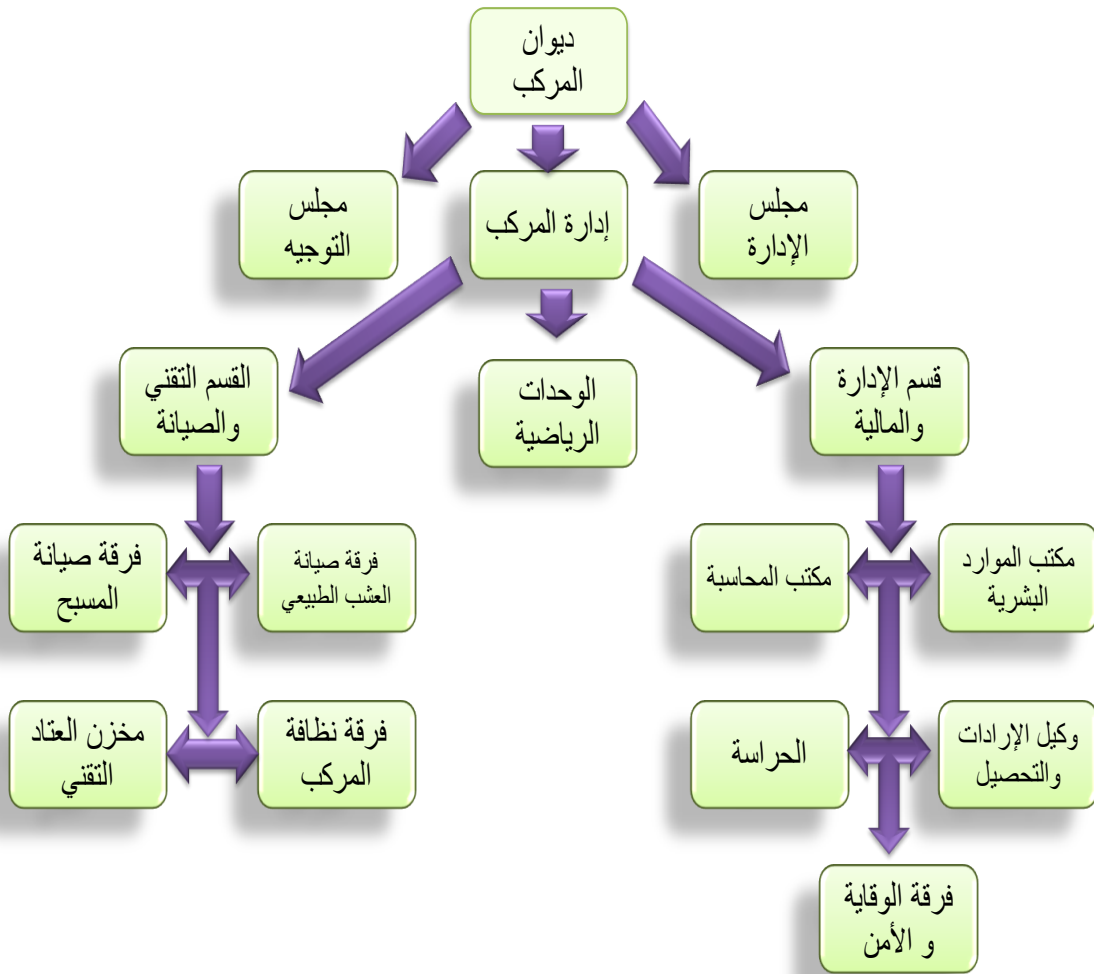 ديوان
المركب
مجلس
الإدارة
إدارة المركب
مجلس
التوجيه
قسم الإدارة
والمالية
الوحدات
الرياضية
القسم التقني
والصيانة
مكتب الموارد
البشرية
مكتب المحاسبة
فرقة صيانة
العشب الطبيعي
فرقة صيانة
المسبح
وكيل الإرادات
والتحصيل
الحراسة
فرقة نظافة
المركب
مخزن العتاد
التقني
فرقة الوقاية
و الأمن